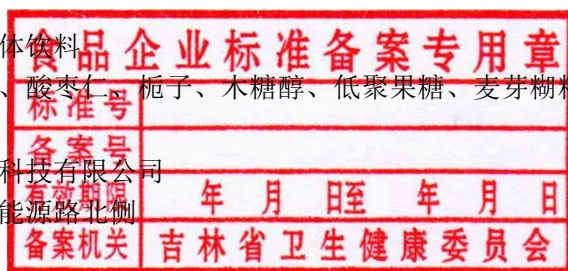 体饮料
食品企业标准备案专用章
、酸枣仁、栀子、木糖醇、低聚果糖、麦芽糊精
标准号
备案号
科技有限公司
有效期限 年 月 日至 年 月 日
能源路北侧
备案机关 吉林省卫生健康委员会